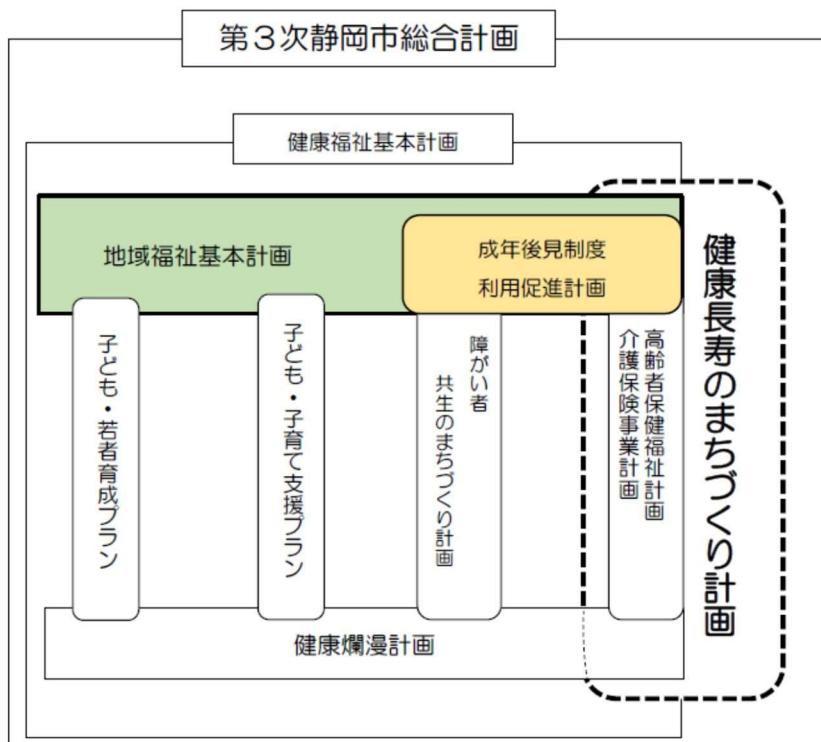 第3次静岡市総合計画
健康福祉基本計画
地域福祉基本計画
成年後見制度
利用促進計画
子ども・若者育成プラン
子ども・子育て支援プラン
障がい者
共生のまちづくり計画
高齢者保健福祉計画
介護保険事業計画
健康長寿のまちづくり計画
健康爛漫計画